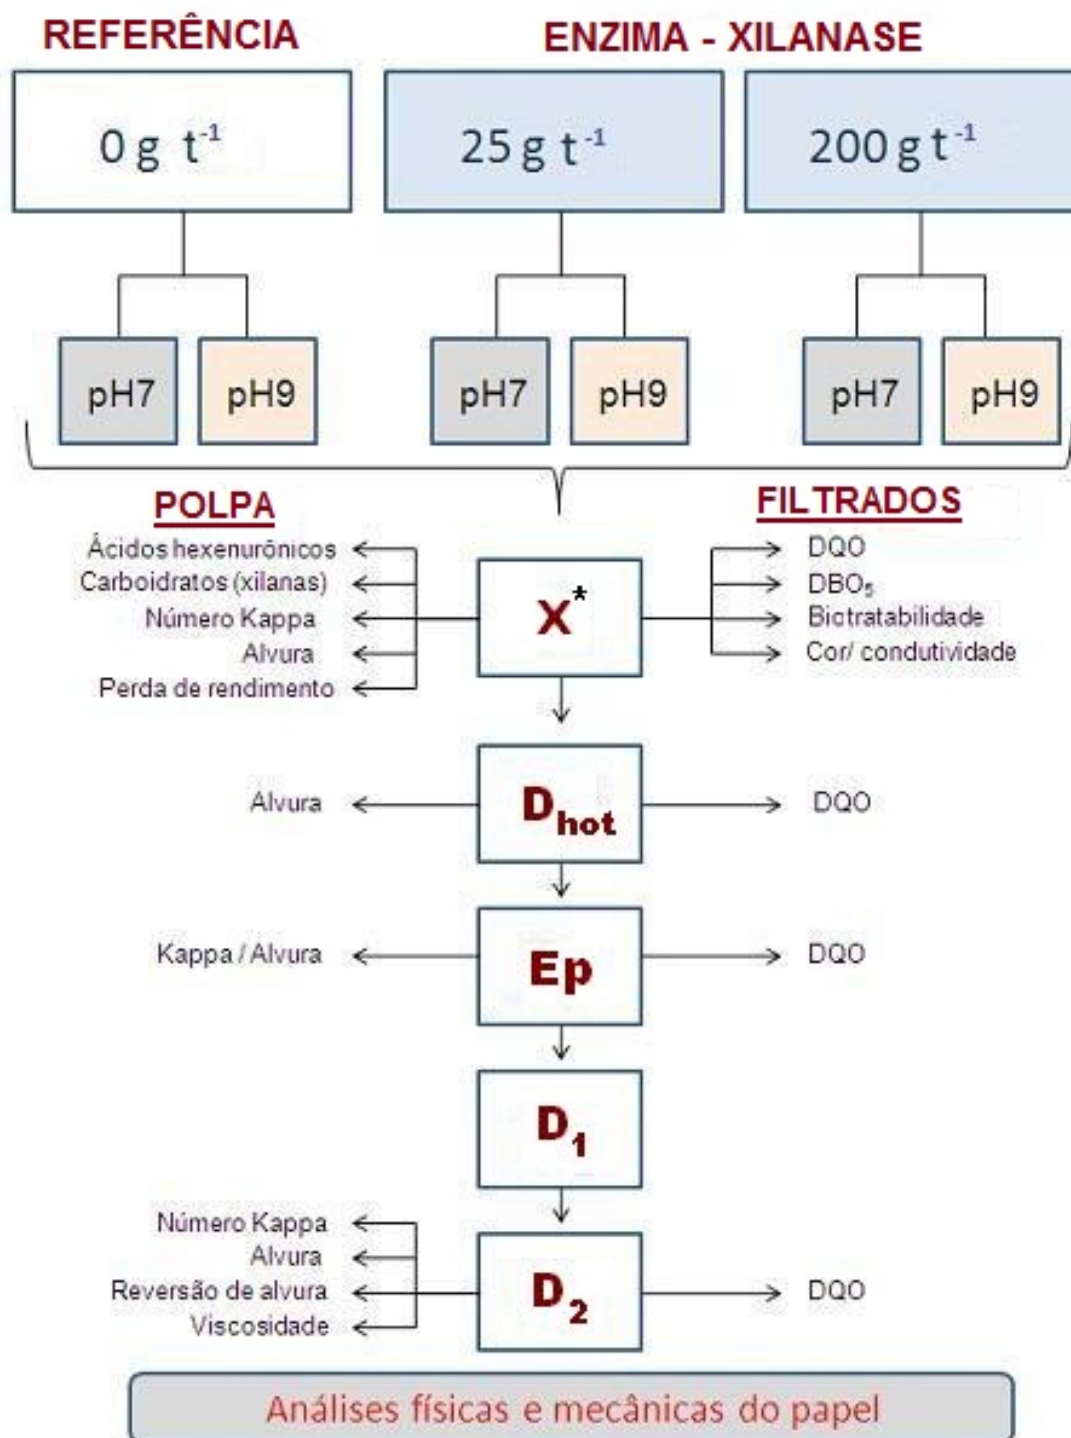 REFERÊNCIA
ENZIMA - XILANASE
0 g t⁻¹
25 g t⁻¹
200 g t⁻¹
pH7
pH9
pH7
pH9
pH7
pH9
POLPA
FILTRADOS
Ácidos hexenurônicos
Carboidratos (xilanas)
Número Kappa
Alvura
Perda de rendimento
X*
DQO
DBO₅
Biotratabilidade
Cor/ condutividade
Alvura
D hot
DQO
Kappa / Alvura
Ep
DQO
D₁
Número Kappa
Alvura
Reversão de alvura
Viscosidade
D₂
DQO
Análises físicas e mecânicas do papel